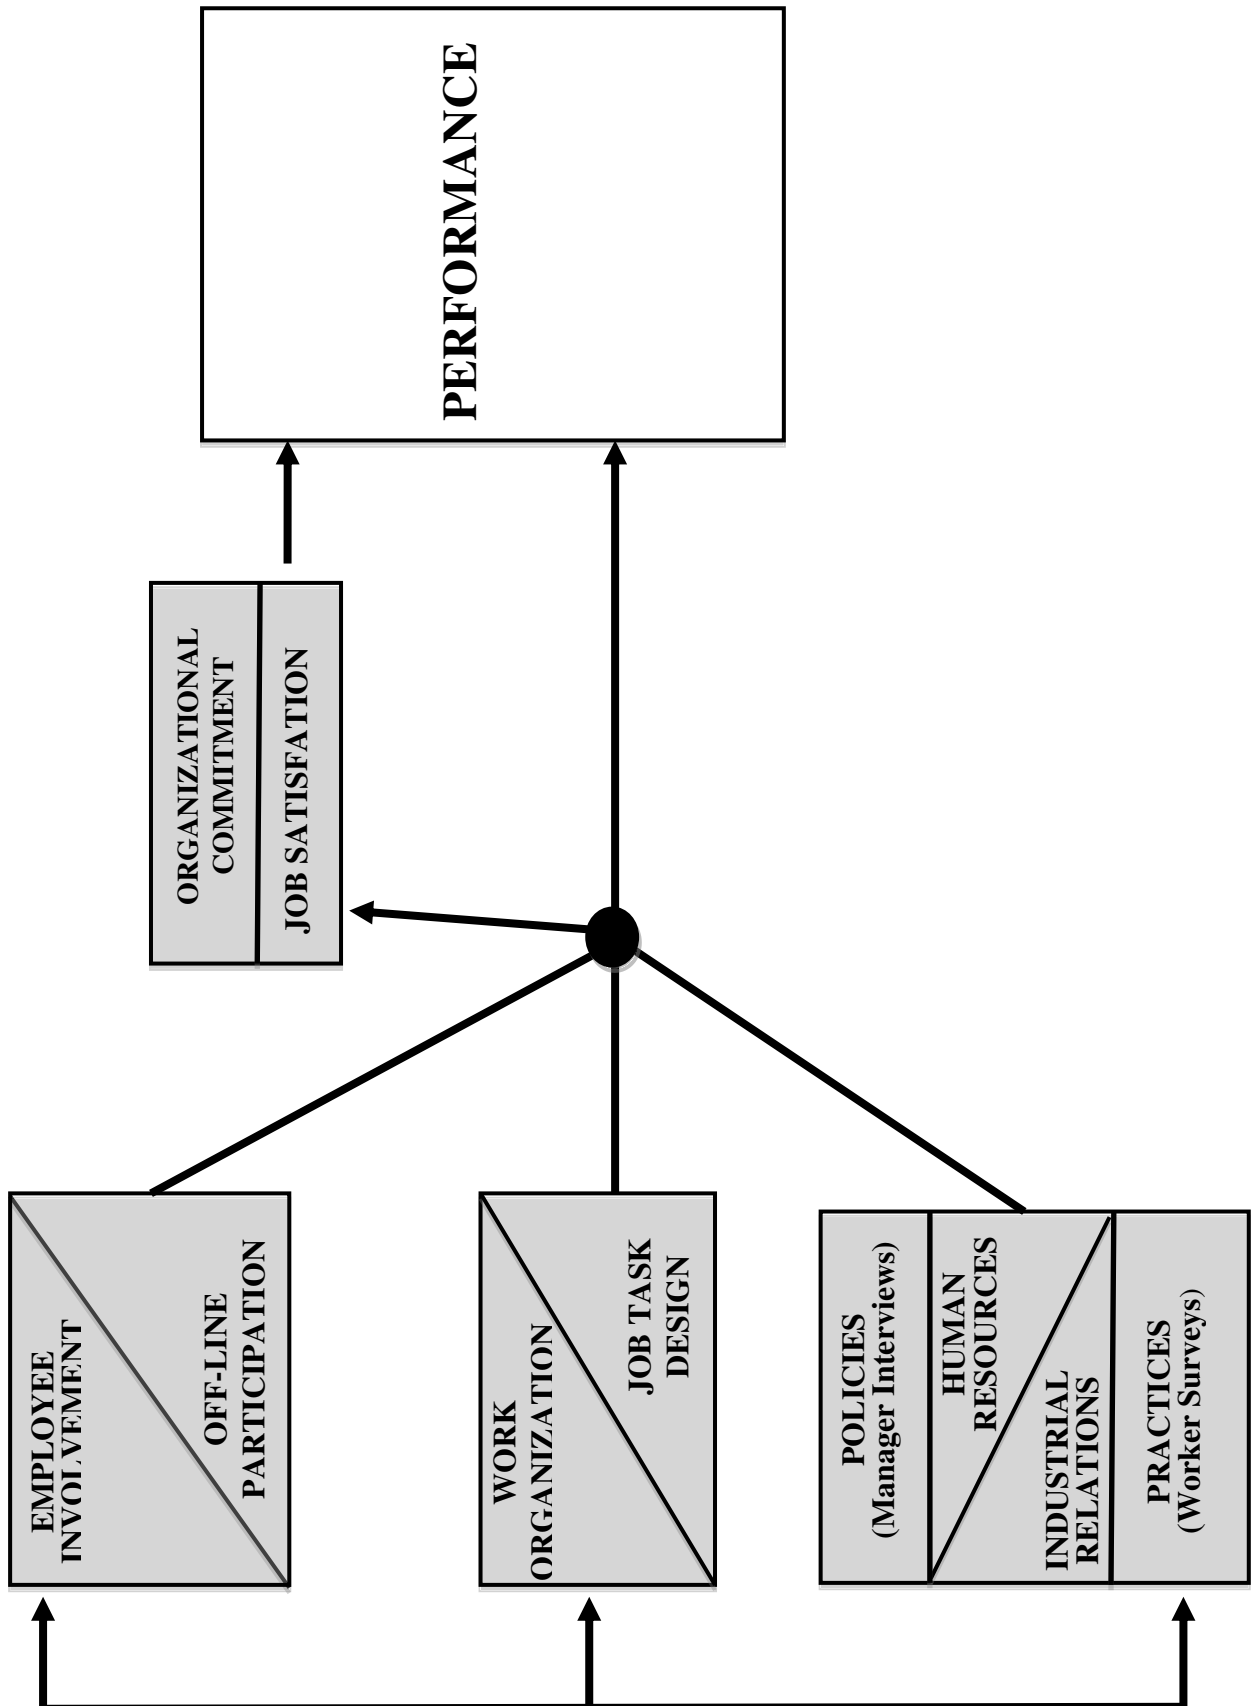 EMPLOYEE
INVOLVEMENT
OFF-LINE
PARTICIPATION
WORK
ORGANIZATION
JOB TASK
DESIGN
POLICIES
(Manager Interviews)
HUMAN
RESOURCES
INDUSTRIAL
RELATIONS
PRACTICES
(Worker Surveys)
ORGANIZATIONAL
COMMITMENT
JOB SATISFATION
PERFORMANCE